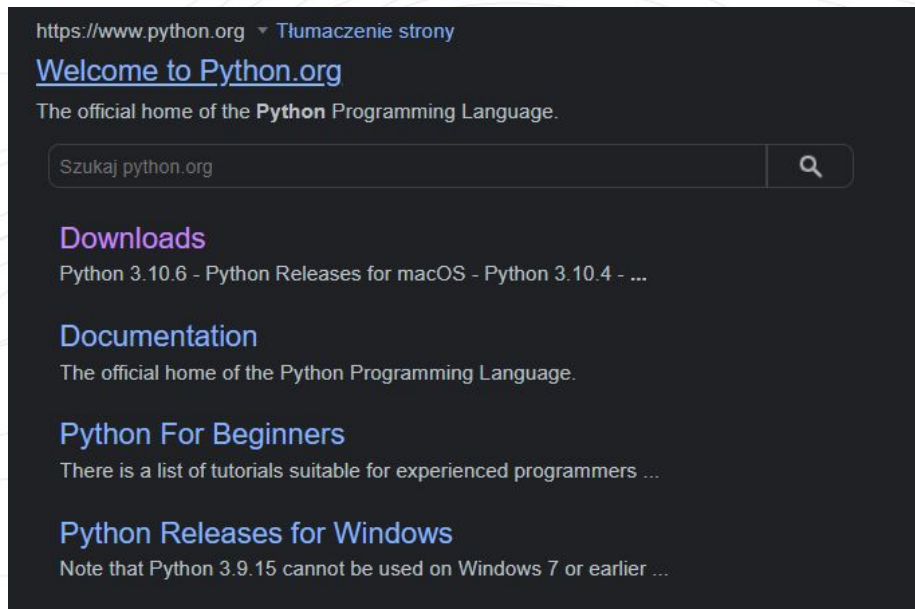 https://www.python.org Tłumaczenie strony
Welcome to Python.org
The official home of the Python Programming Language.
Szukaj python.org
Downloads
Python 3.10.6 - Python Releases for macOS - Python 3.10.4 - ...
Documentation
The official home of the Python Programming Language.
Python For Beginners
There is a list of tutorials suitable for experienced programmers ...
Python Releases for Windows
Note that Python 3.9.15 cannot be used on Windows 7 or earlier ...